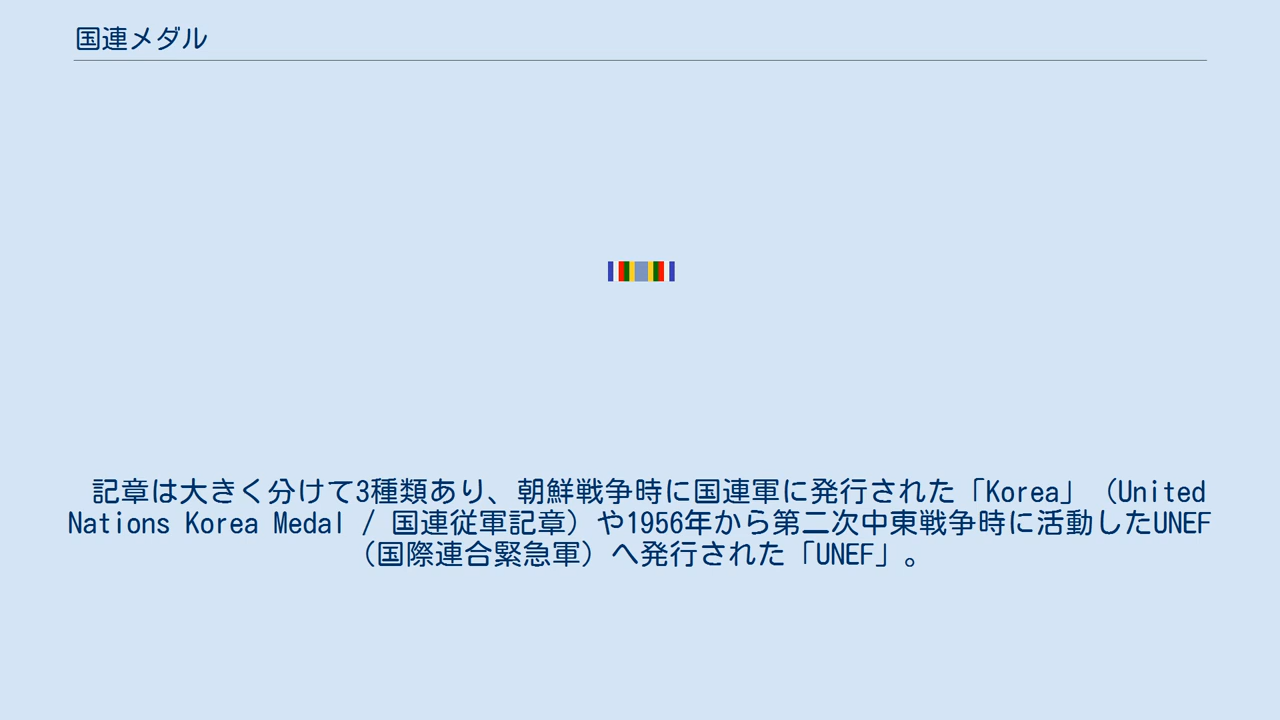 国連メダル
記章は大きく分けて3種類あり、朝鮮戦争時に国連軍に発行された「Korea」（United
Nations Korea Medal / 国連従軍記章）や1956年から第二次中東戦争時に活動したUNEF
（国際連合緊急軍）へ発行された「UNEF」。